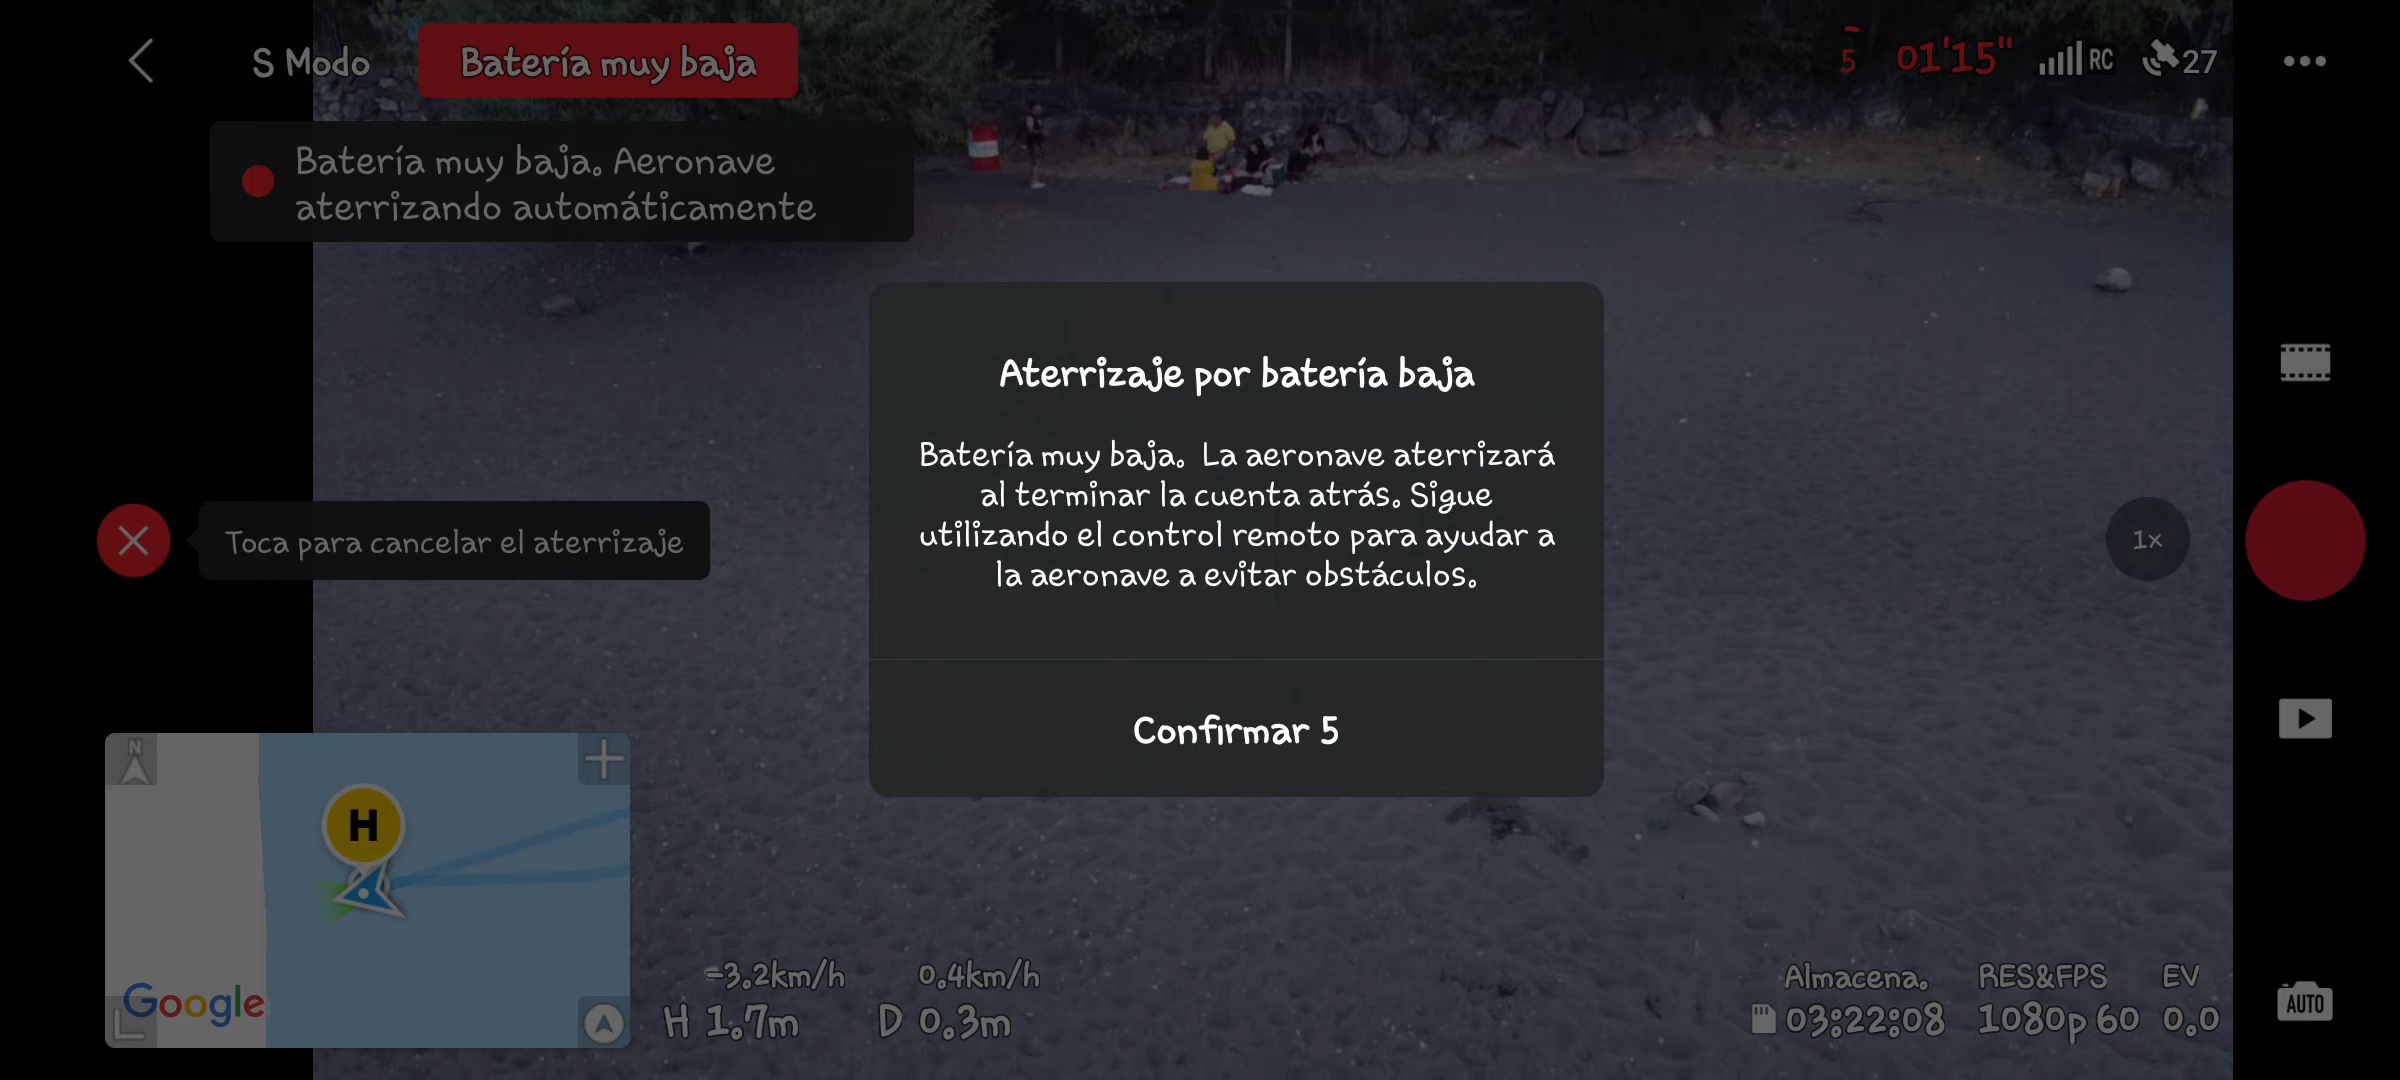 S Modo
Batería muy baja
5
01'15"
RC
27
Batería muy baja. Aeronave
aterrizando automáticamente
Aterrizaje por batería baja
Batería muy baja. La aeronave aterrizará
al terminar la cuenta atrás. Sigue
utilizando el control remoto para ayudar a
la aeronave a evitar obstáculos.
Confirmar 5
Toca para cancelar el aterrizaje
1x
N
H
Google
-3.2km/h
0.4km/h
H 1.7m
D 0.3m
Almacena.
RES&FPS
EV
03:22:08
1080p 60
0.0
AUTO